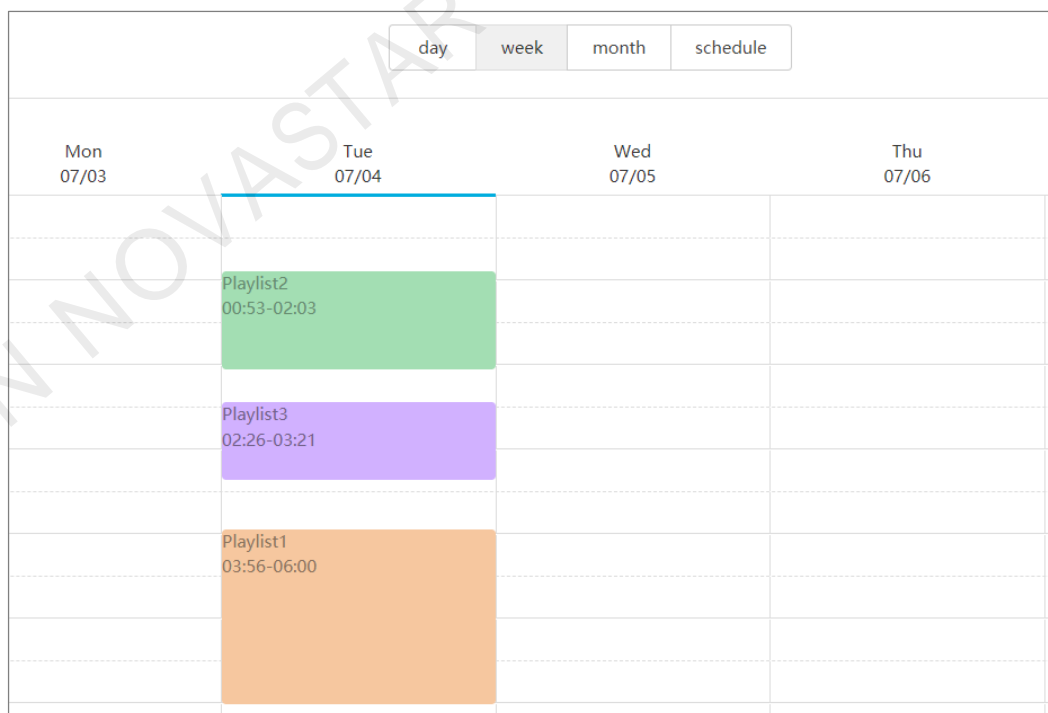 day week month schedule
Mon Tue Wed Thu
07/03 07/04 07/05 07/06
Playlist2
00:53-02:03
Playlist3
02:26-03:21
Playlist1
03:56-06:00
N NOVASTAR